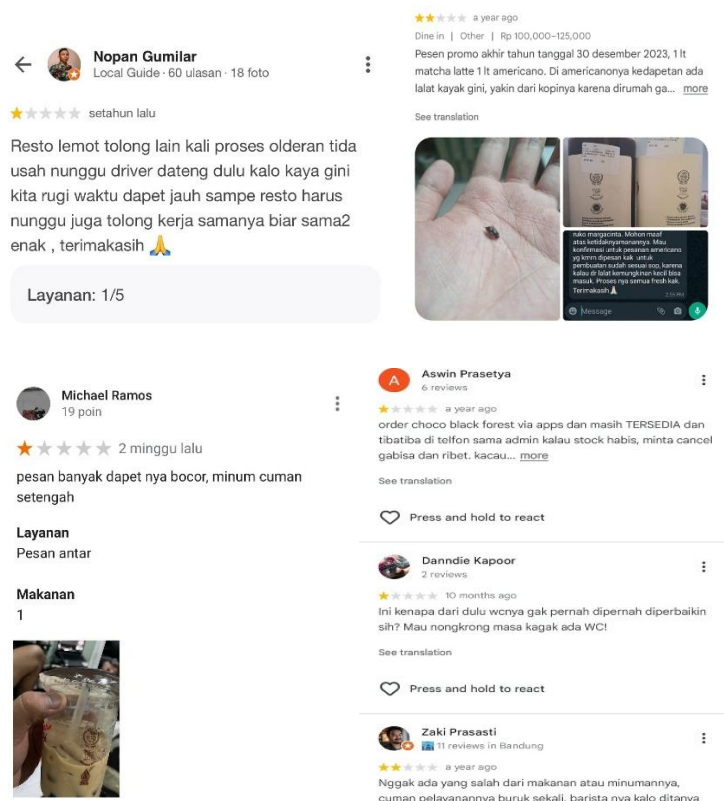 Nopan Gumilar
Local Guide · 60 ulasan · 18 foto
setahun lalu
Resto lemot tolong lain kali proses olderan tida
usah nunggu driver dateng dulu kalo kaya gini
kita rugi waktu dapet jauh sampe resto harus
nunggu juga tolong kerja samanya biar sama2
enak , terimakasih 🙏
Layanan: 1/5
a year ago
Dine in | Other | Rp 100,000–125,000
Pesen promo akhir tahun tanggal 30 desember 2023, 1 lt
matcha latte 1 lt americano. Di americanonya kedapetan ada
lalat kayak gini, yakin dari kopinya karena dirumah ga... more
See translation
ruko margacinta. Mohon maaf
atas ketidaknyamanannya. Mau
konfirmasi untuk pesanan americano
yg kmrn dipesan kak untuk
pembuatan sudah sesuai sop, karena
kalau dr lalat kemungkinan kecil bisa
masuk. Proses nya semua fresh kak.
Terimakasih🙏
2:59 PM
Message
Michael Ramos
19 poin
2 minggu lalu
pesan banyak dapet nya bocor, minum cuman
setengah
Layanan
Pesan antar
Makanan
1
A
Aswin Prasetya
6 reviews
a year ago
order choco black forest via apps dan masih TERSEDIA dan
tibatiba di telfon sama admin kalau stock habis, minta cancel
gabisa dan ribet. kacau... more
See translation
Press and hold to react
Danndie Kapoor
2 reviews
10 months ago
Ini kenapa dari dulu wcnya gak pernah dipernah diperbaikin
sih? Mau nongkrong masa kagak ada WC!
See translation
Press and hold to react
Zaki Prasasti
11 reviews in Bandung
a year ago
Nggak ada yang salah dari makanan atau minumannya,
cuman pelayanannya buruk sekali, barista nya kalo ditanya